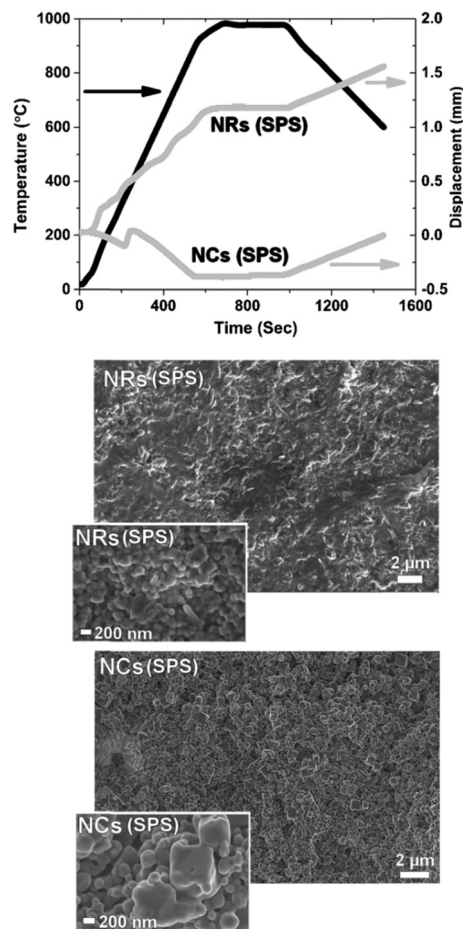 1000
800
600
400
200
0
Temperature (°C)
2.0
1.5
1.0
0.5
0.0
-0.5
Displacement (mm)
NRs (SPS)
NCs (SPS)
0
400
800
1200
1600
Time (Sec)
NRs (SPS)
2 µm
NRs (SPS)
200 nm
NCs (SPS)
2 µm
NCs (SPS)
200 nm